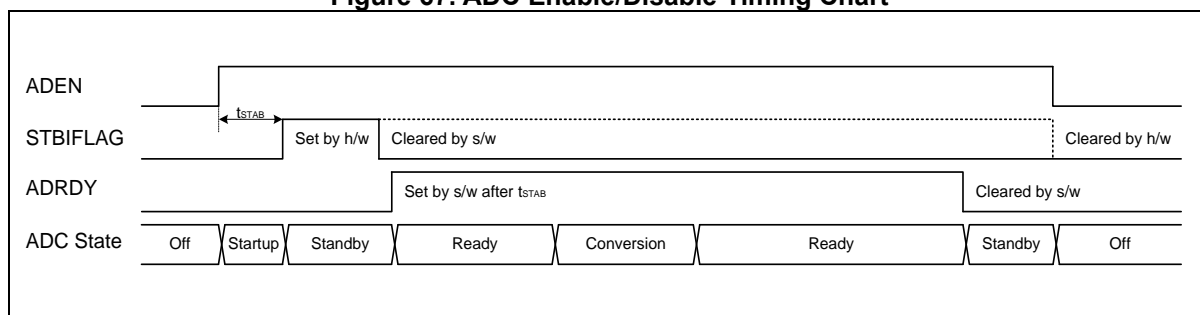 Figure 67. ADC Enable/Disable Timing Chart
ADEN
tSTAB
STBIFLAG Set by h/w Cleared by s/w Cleared by h/w
ADRDY Set by s/w after tSTAB Cleared by s/w
ADC State Off Startup Standby Ready Conversion Ready Standby Off